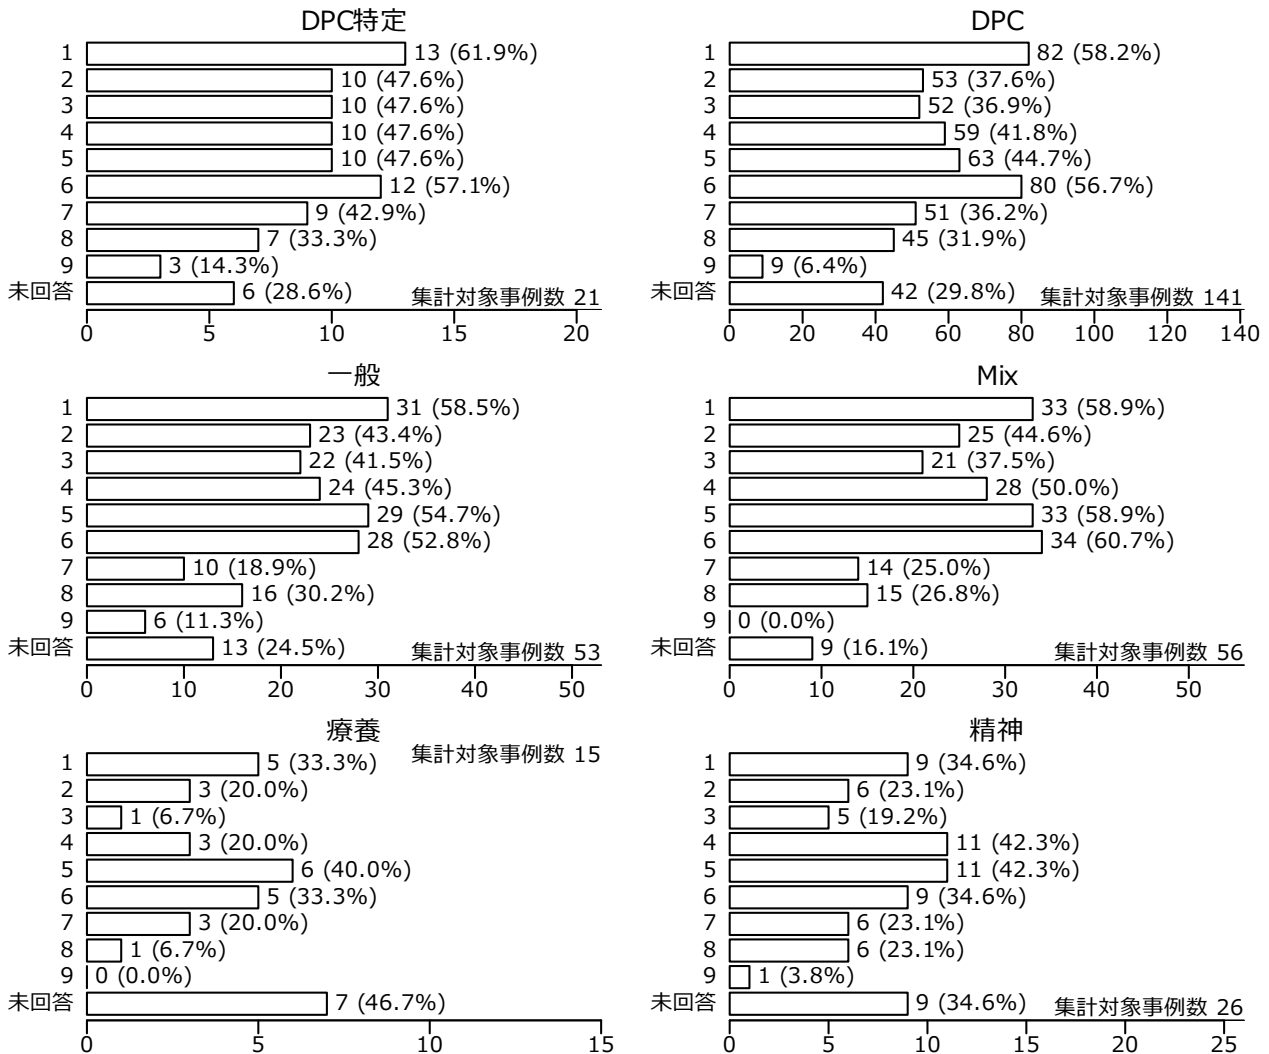 DPC特定
1 13 (61.9%)
2 10 (47.6%)
3 10 (47.6%)
4 10 (47.6%)
5 10 (47.6%)
6 12 (57.1%)
7 9 (42.9%)
8 7 (33.3%)
9 3 (14.3%)
未回答 6 (28.6%) 集計対象事例数 21
0 5 10 15 20
DPC
1 82 (58.2%)
2 53 (37.6%)
3 52 (36.9%)
4 59 (41.8%)
5 63 (44.7%)
6 80 (56.7%)
7 51 (36.2%)
8 45 (31.9%)
9 9 (6.4%)
未回答 42 (29.8%) 集計対象事例数 141
0 20 40 60 80 100 120 140
一般
1 31 (58.5%)
2 23 (43.4%)
3 22 (41.5%)
4 24 (45.3%)
5 29 (54.7%)
6 28 (52.8%)
7 10 (18.9%)
8 16 (30.2%)
9 6 (11.3%)
未回答 13 (24.5%) 集計対象事例数 53
0 10 20 30 40 50
Mix
1 33 (58.9%)
2 25 (44.6%)
3 21 (37.5%)
4 28 (50.0%)
5 33 (58.9%)
6 34 (60.7%)
7 14 (25.0%)
8 15 (26.8%)
9 0 (0.0%)
未回答 9 (16.1%) 集計対象事例数 56
0 10 20 30 40 50
療養
集計対象事例数 15
1 5 (33.3%)
2 3 (20.0%)
3 1 (6.7%)
4 3 (20.0%)
5 6 (40.0%)
6 5 (33.3%)
7 3 (20.0%)
8 1 (6.7%)
9 0 (0.0%)
未回答 7 (46.7%)
0 5 10 15
精神
1 9 (34.6%)
2 6 (23.1%)
3 5 (19.2%)
4 11 (42.3%)
5 11 (42.3%)
6 9 (34.6%)
7 6 (23.1%)
8 6 (23.1%)
9 1 (3.8%)
未回答 9 (34.6%) 集計対象事例数 26
0 5 10 15 20 25